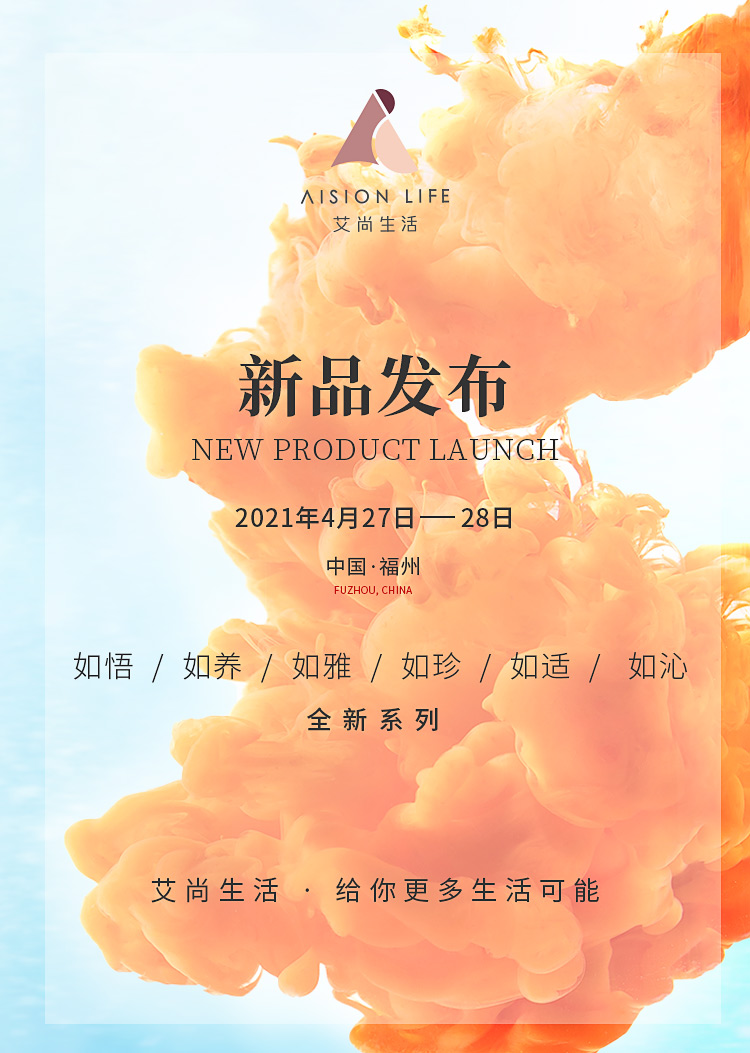 AISION LIFE
艾尚生活
新品发布
NEW PRODUCT LAUNCH
2021年4月27日——28日
中国·福州
FUZHOU, CHINA
如悟 / 如养 / 如雅 / 如珍 / 如适 / 如沁
全新系列
艾尚生活 · 给你更多生活可能